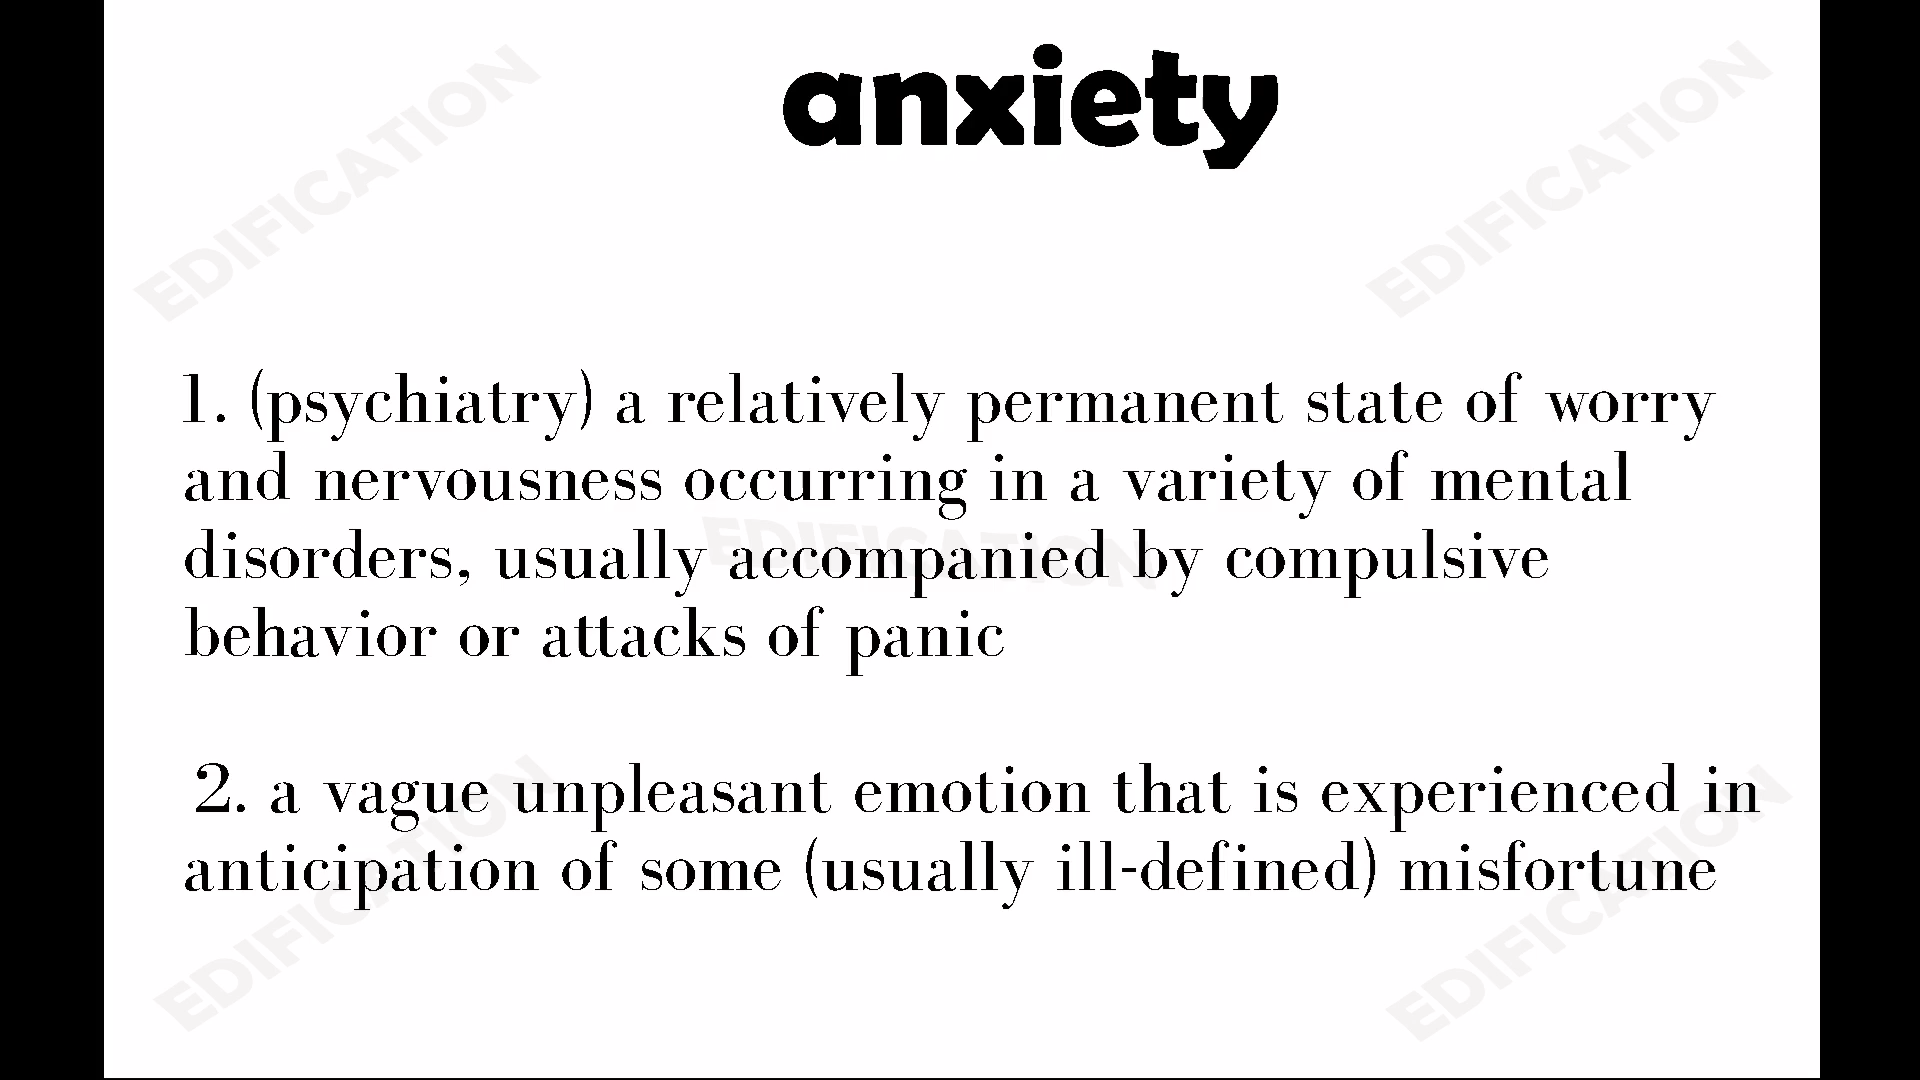 anxiety
EDIFICATION
EDIFICATION
1. (psychiatry) a relatively permanent state of worry
and nervousness occurring in a variety of mental
disorders, usually accompanied by compulsive
EDIFICATION
behavior or attacks of panic
2. a vague unpleasant emotion that is experienced in
anticipation of some (usually ill-defined) misfortune
EDIFICATION
EDIFICATION